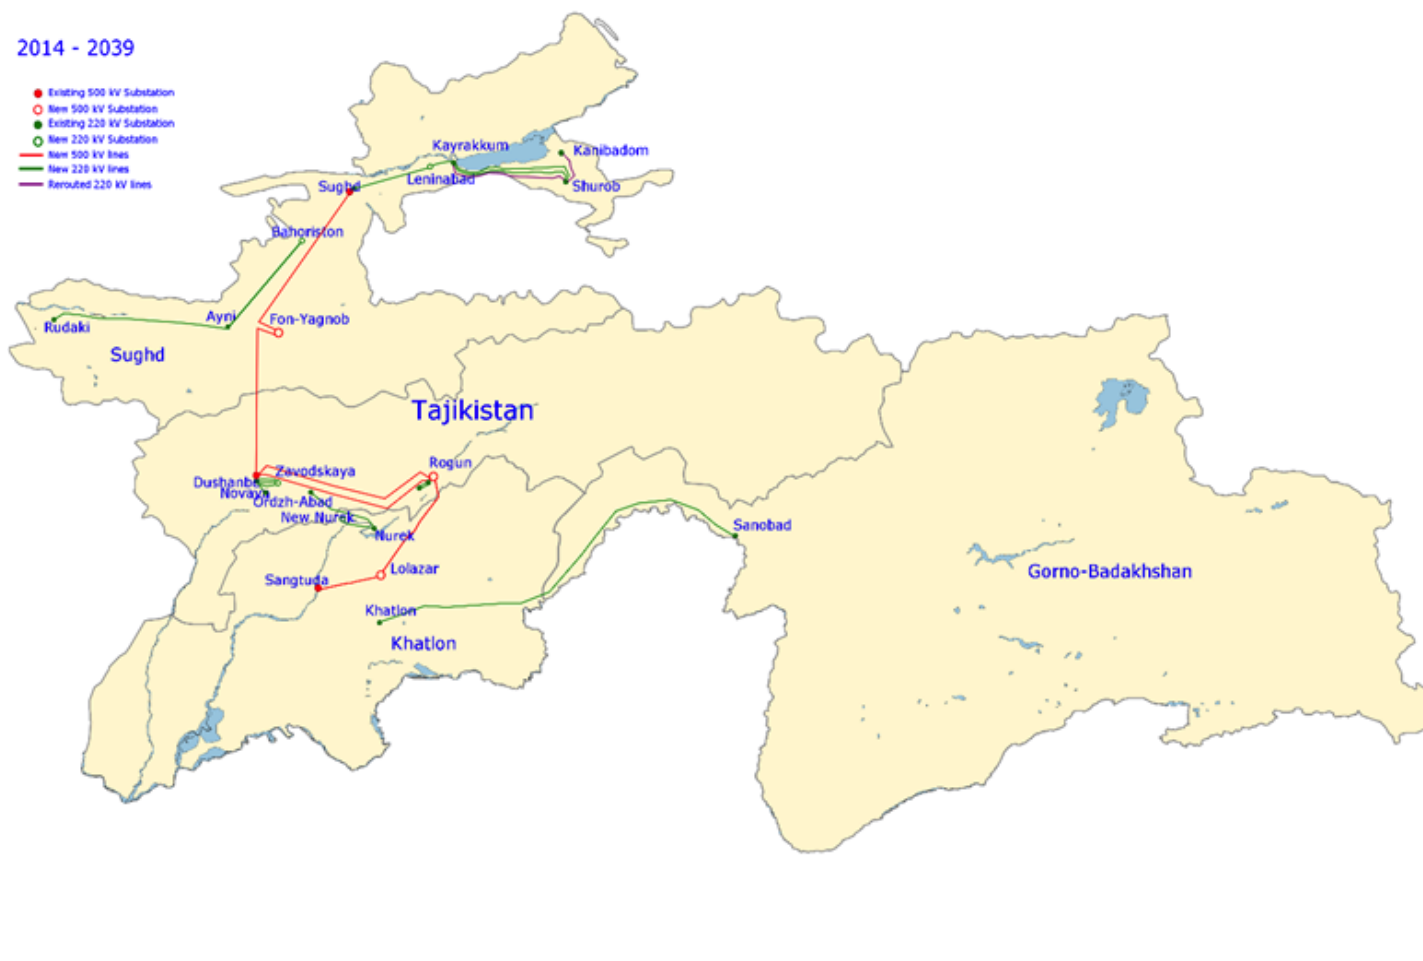 2014 - 2039
Existing 500 kV Substation
New 500 kV Substation
Existing 220 kV Substation
New 220 kV Substation
New 500 kV lines
New 220 kV lines
Rerouted 220 kV lines
Kayrakkum
Kanibadom
Leninabad
Shurob
Sughd
Bahoriston
Ayni
Fon-Yagnob
Rudaki
Sughd
Tajikistan
Rogun
Zavodskaya
Dushanbe
Novaya
Ordzh-Abad
New Nurek
Nurek
Sanobad
Lolazar
Gorno-Badakhshan
Sangtuda
Khatlon
Khatlon